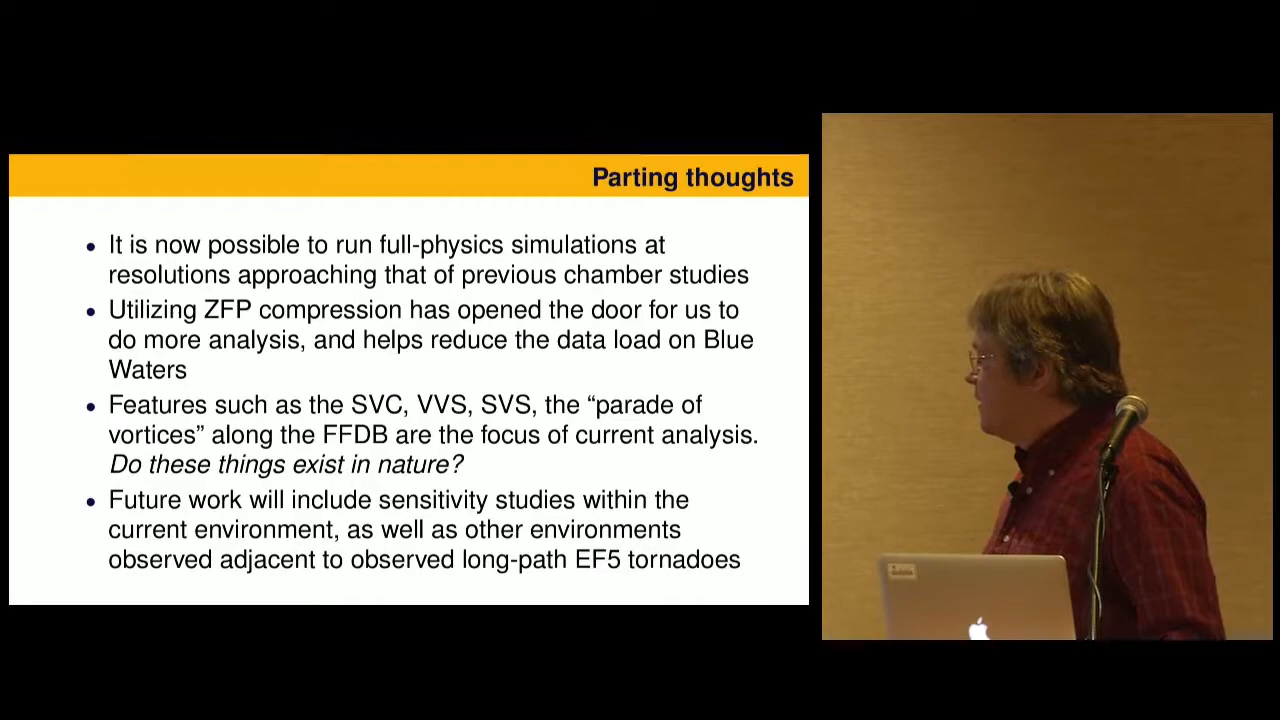 Parting thoughts
• It is now possible to run full-physics simulations at
resolutions approaching that of previous chamber studies
• Utilizing ZFP compression has opened the door for us to
do more analysis, and helps reduce the data load on Blue
Waters
• Features such as the SVC, VVS, SVS, the “parade of
vortices” along the FFDB are the focus of current analysis.
Do these things exist in nature?
• Future work will include sensitivity studies within the
current environment, as well as other environments
observed adjacent to observed long-path EF5 tornadoes